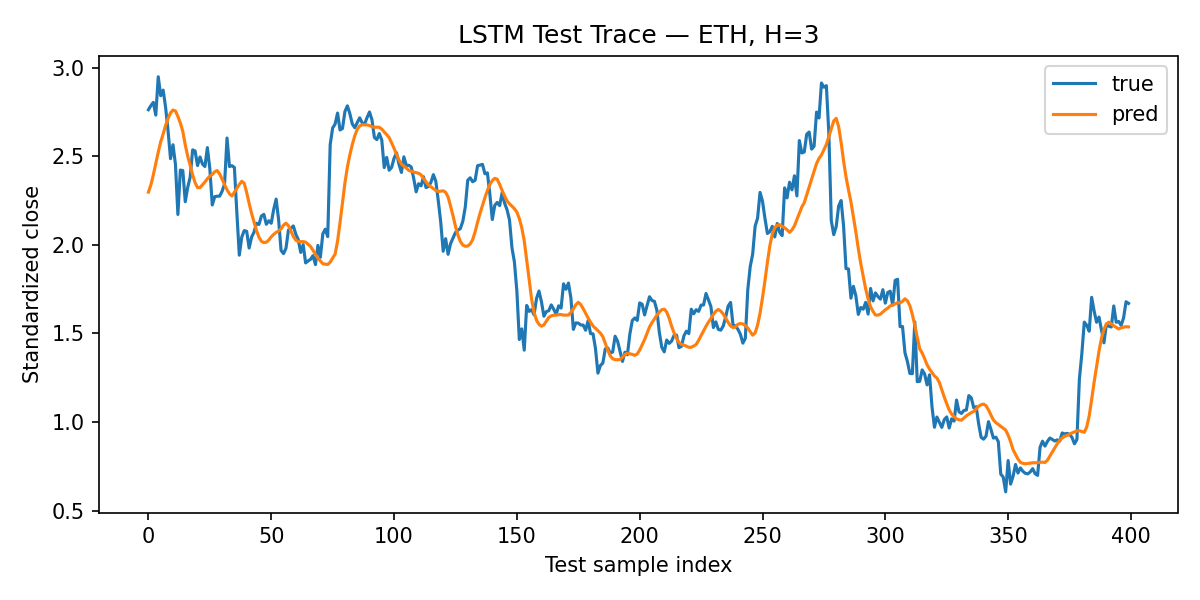 LSTM Test Trace — ETH, H=3
3.0
2.5
2.0
1.5
1.0
0.5
Standardized close
true
pred
0 50 100 150 200 250 300 350 400
Test sample index